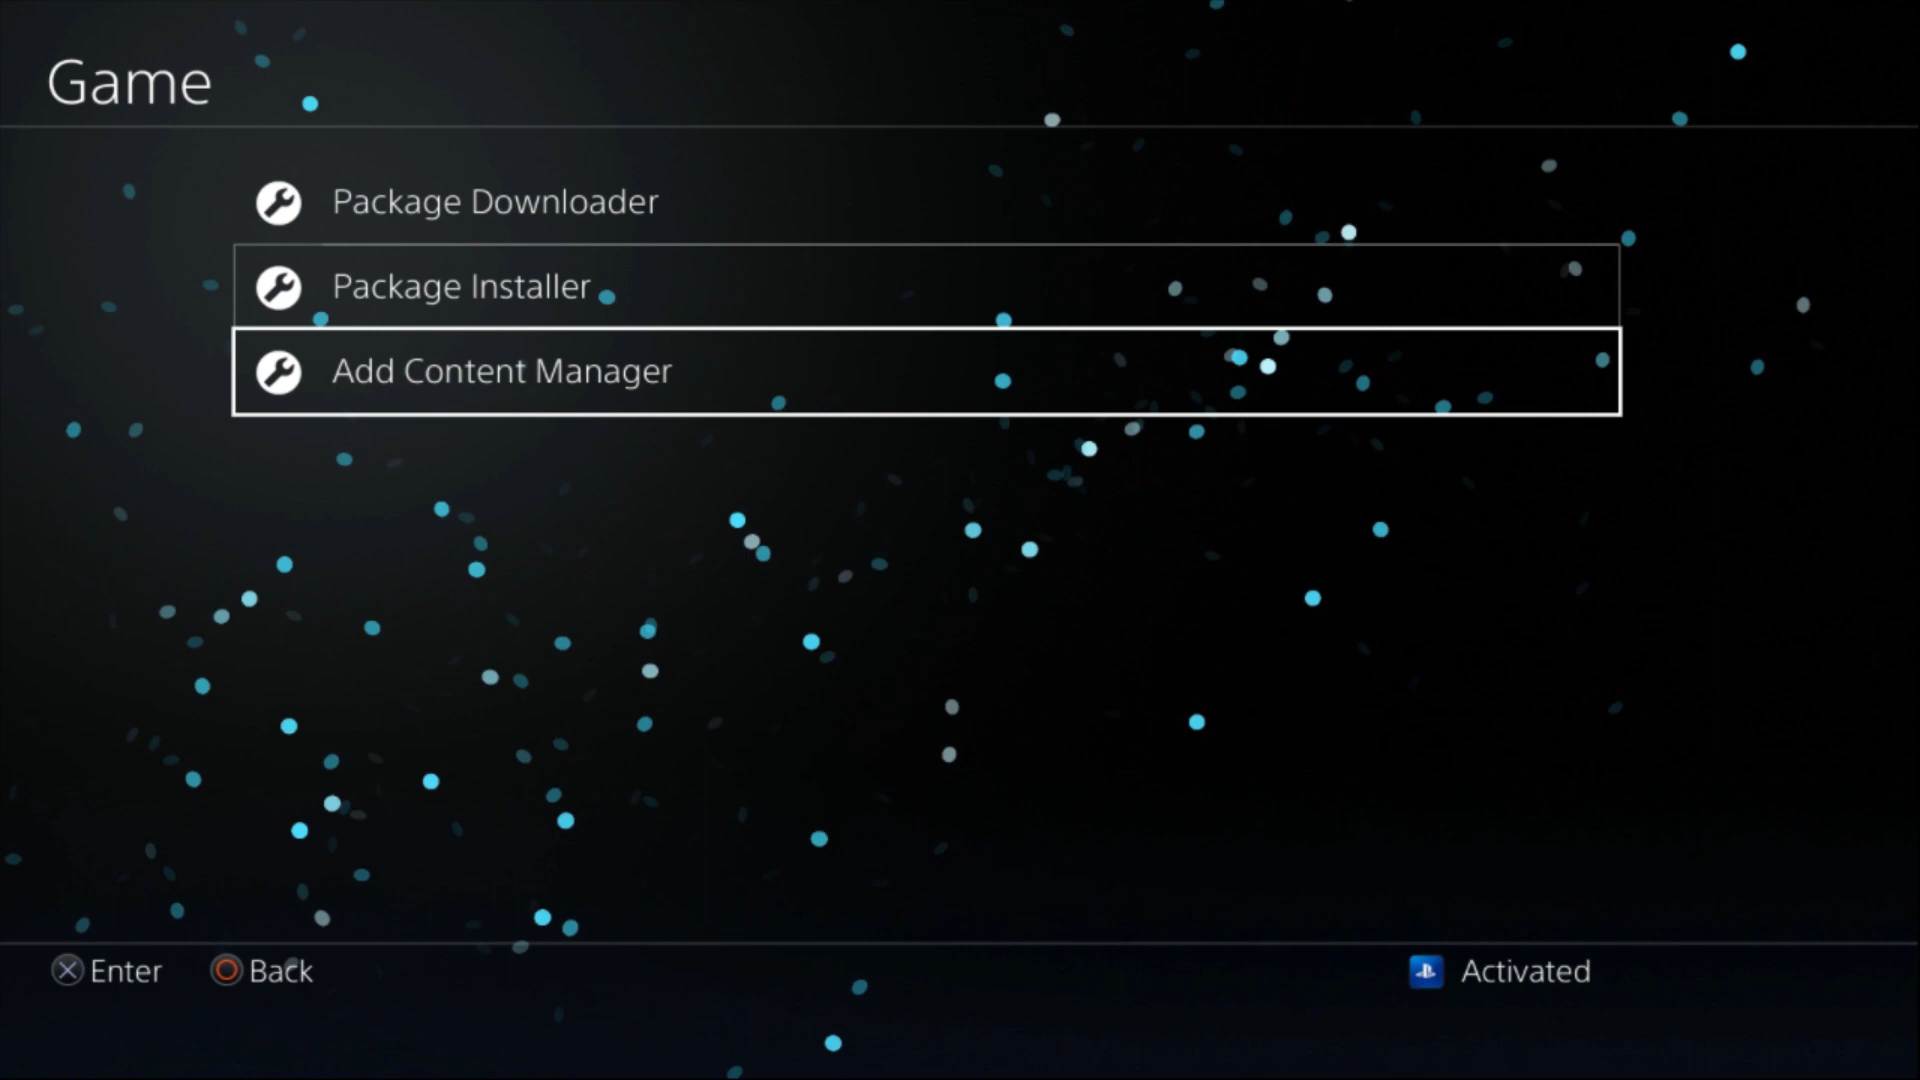 Game
Package Downloader
Package Installer
Add Content Manager
Enter
Back
Activated